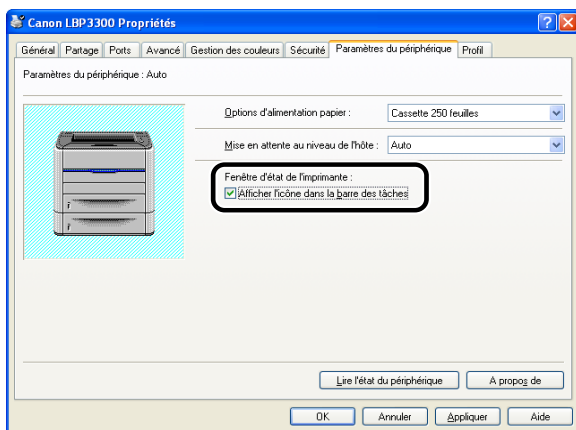 Canon LBP3300 Propriétés
Général Partage Ports Avancé Gestion des couleurs Sécurité Paramètres du périphérique Profil
Paramètres du périphérique : Auto
Options d'alimentation papier : Cassette 250 feuilles
Mise en attente au niveau de l'hôte : Auto
Fenêtre d'état de l'imprimante :
Afficher l'icône dans la barre des tâches
Lire l'état du périphérique A propos de
OK Annuler Appliquer Aide